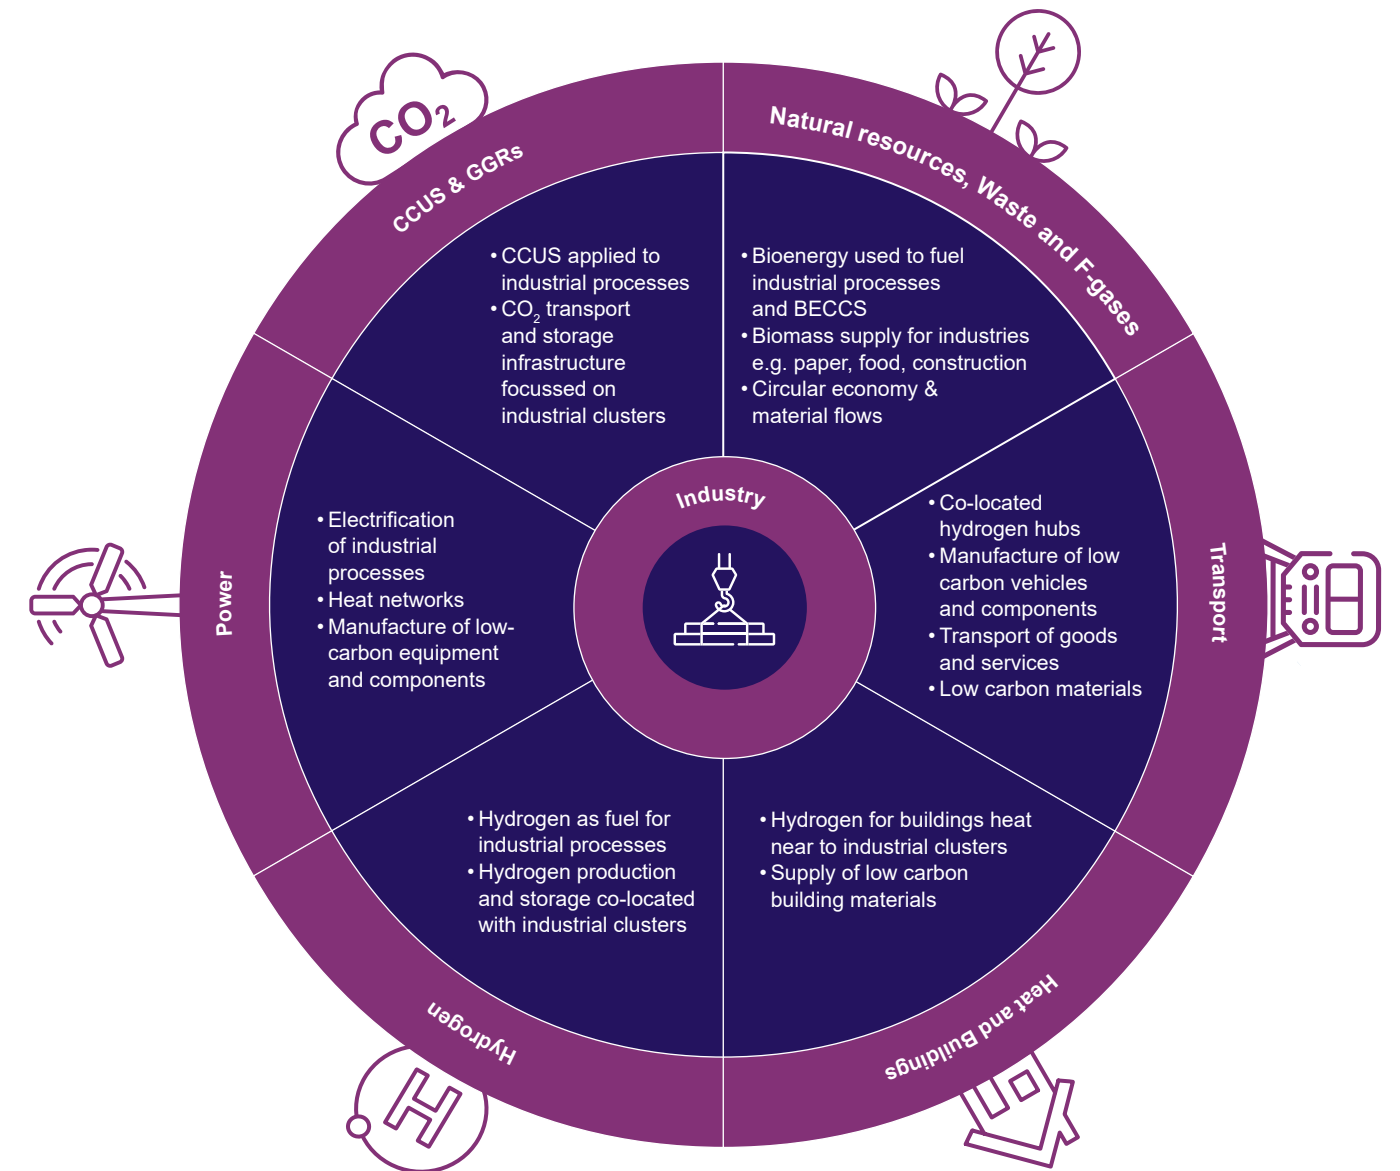 CO₂
CCUS & GGRs
• CCUS applied to
industrial processes
• CO₂ transport
and storage
infrastructure
focussed on
industrial clusters
Natural resources, Waste and F-gases
• Bioenergy used to fuel
industrial processes
and BECCS
• Biomass supply for industries
e.g. paper, food, construction
• Circular economy &
material flows
Transport
• Co-located
hydrogen hubs
• Manufacture of low
carbon vehicles
and components
• Transport of goods
and services
• Low carbon materials
Heat and Buildings
• Hydrogen for buildings heat
near to industrial clusters
• Supply of low carbon
building materials
Hydrogen
H
• Hydrogen as fuel for
industrial processes
• Hydrogen production
and storage co-located
with industrial clusters
Power
• Electrification
of industrial
processes
• Heat networks
• Manufacture of low-
carbon equipment
and components
Industry